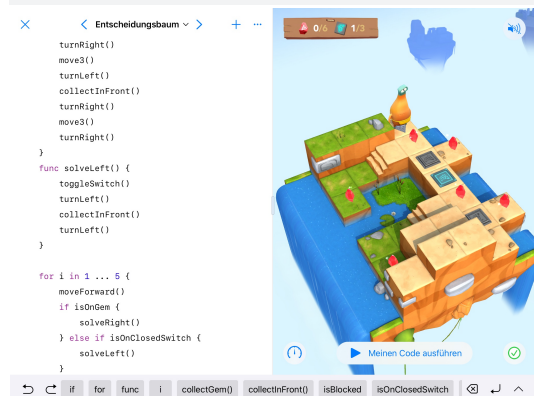 Entscheidungsbaum
turnRight()
move3()
turnLeft()
collectInFront()
turnRight()
move3()
turnRight()
}
func solveLeft() {
toggleSwitch()
turnLeft()
collectInFront()
turnLeft()
}
for i in 1 ... 5 {
moveForward()
if isOnGem {
solveRight()
} else if isOnClosedSwitch {
solveLeft()
}
0/6 1/3
Meinen Code ausführen
if for func i collectGem() collectInFront() isBlocked isOnClosedSwitch